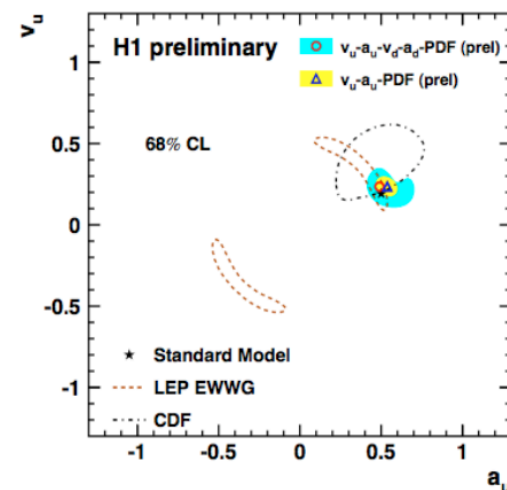 v_u
H1 preliminary
v_u-a_u-v_d-a_d-PDF (prel)
v_u-a_u-PDF (prel)
68% CL
1
0.5
0
-0.5
-1
Standard Model
LEP EWWG
CDF
-1 -0.5 0 0.5 1
a_u